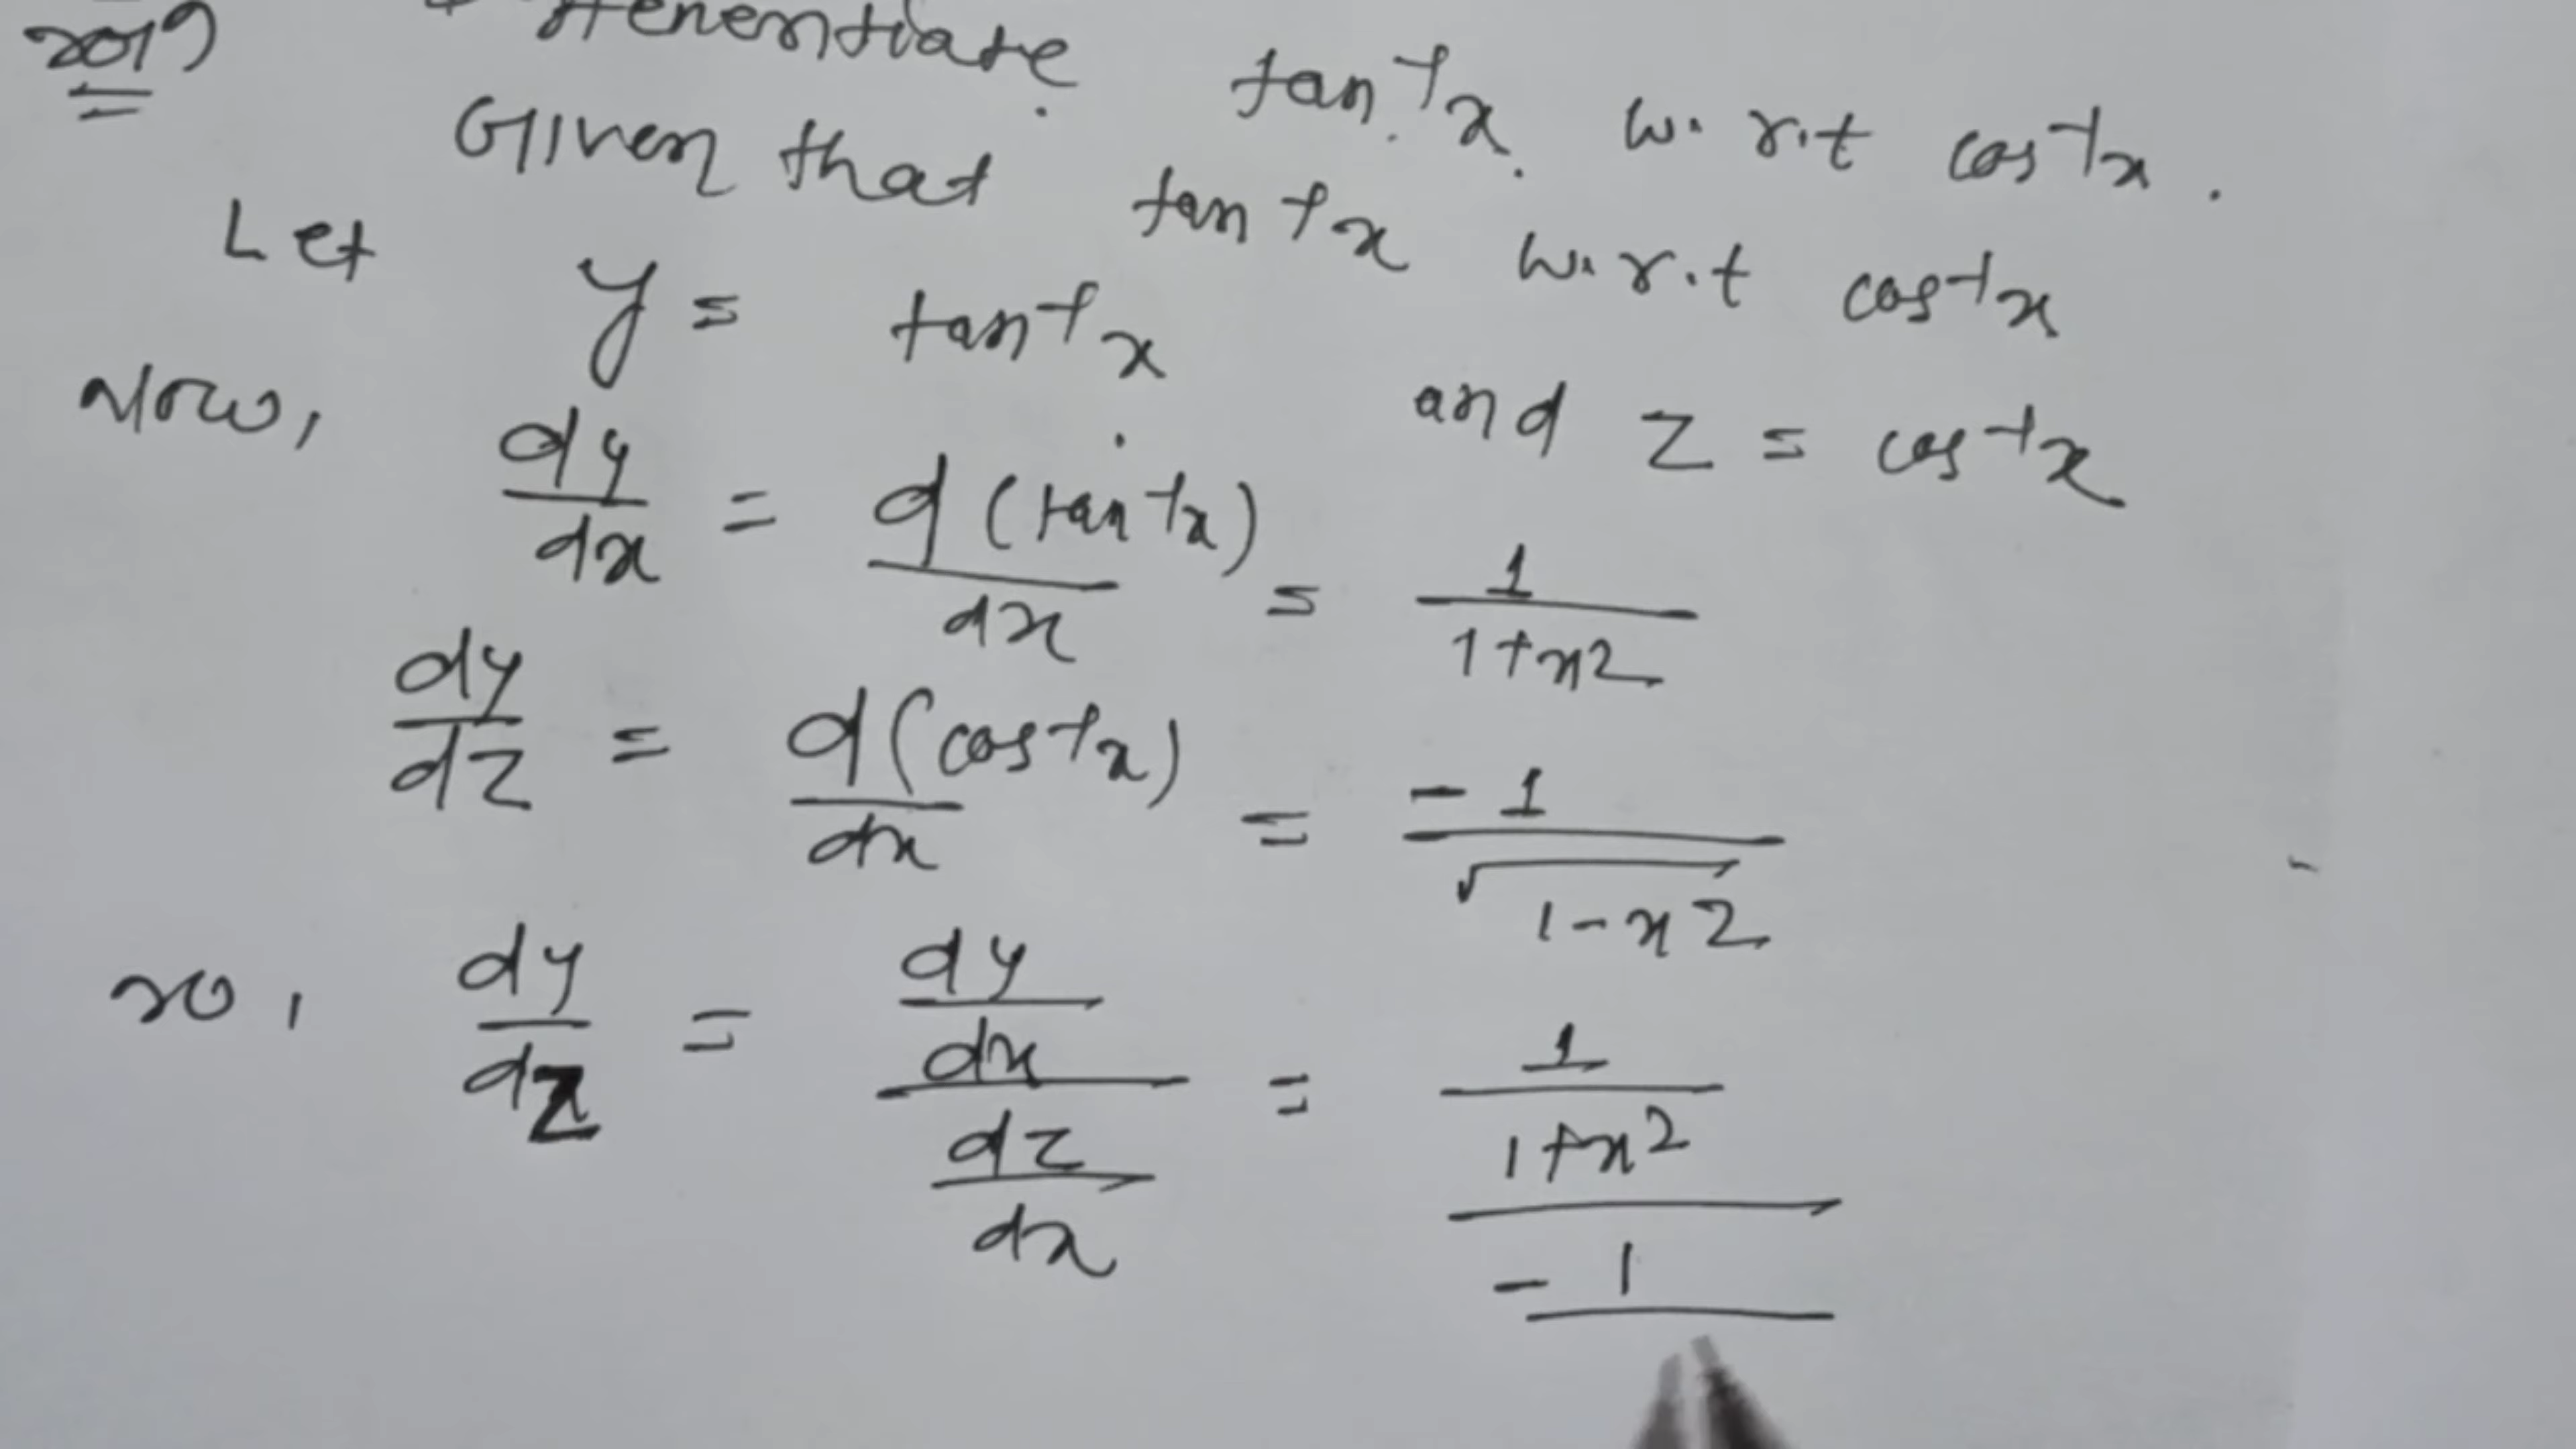 2019 Differentiate tan⁻¹x w.r.t cos⁻¹x.
Given that tan⁻¹x w.r.t cos⁻¹x
Let y = tan⁻¹x and z = cos⁻¹x
Now, dy/dx = d(tan⁻¹x)/dx = 1/(1+x2)
dy/dz = d(cos⁻¹x)/dx = -1/√(1-x2)
so, dy/dz = (dy/dx)/(dz/dx) = (1/(1+x²))/(-1/